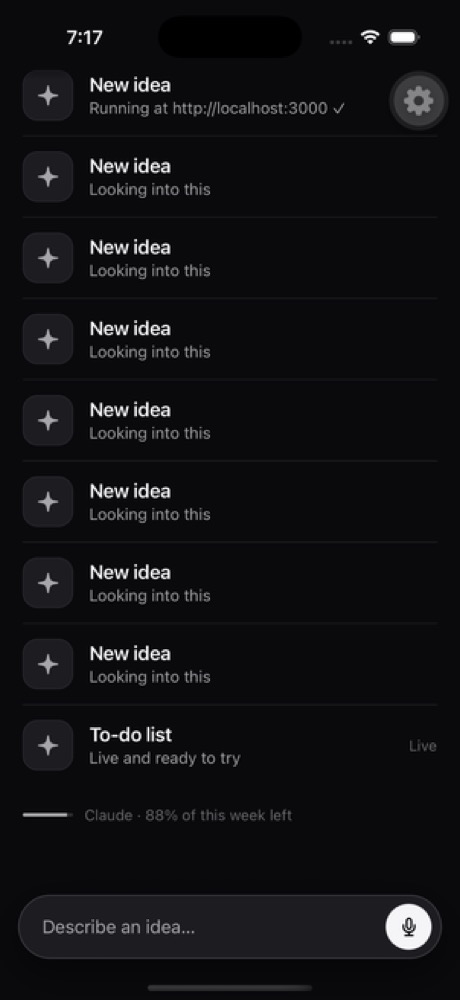 7:17
New idea
Running at http://localhost:3000 ✓
New idea
Looking into this
New idea
Looking into this
New idea
Looking into this
New idea
Looking into this
New idea
Looking into this
New idea
Looking into this
New idea
Looking into this
To-do list
Live and ready to try
Live
Claude · 88% of this week left
Describe an idea...